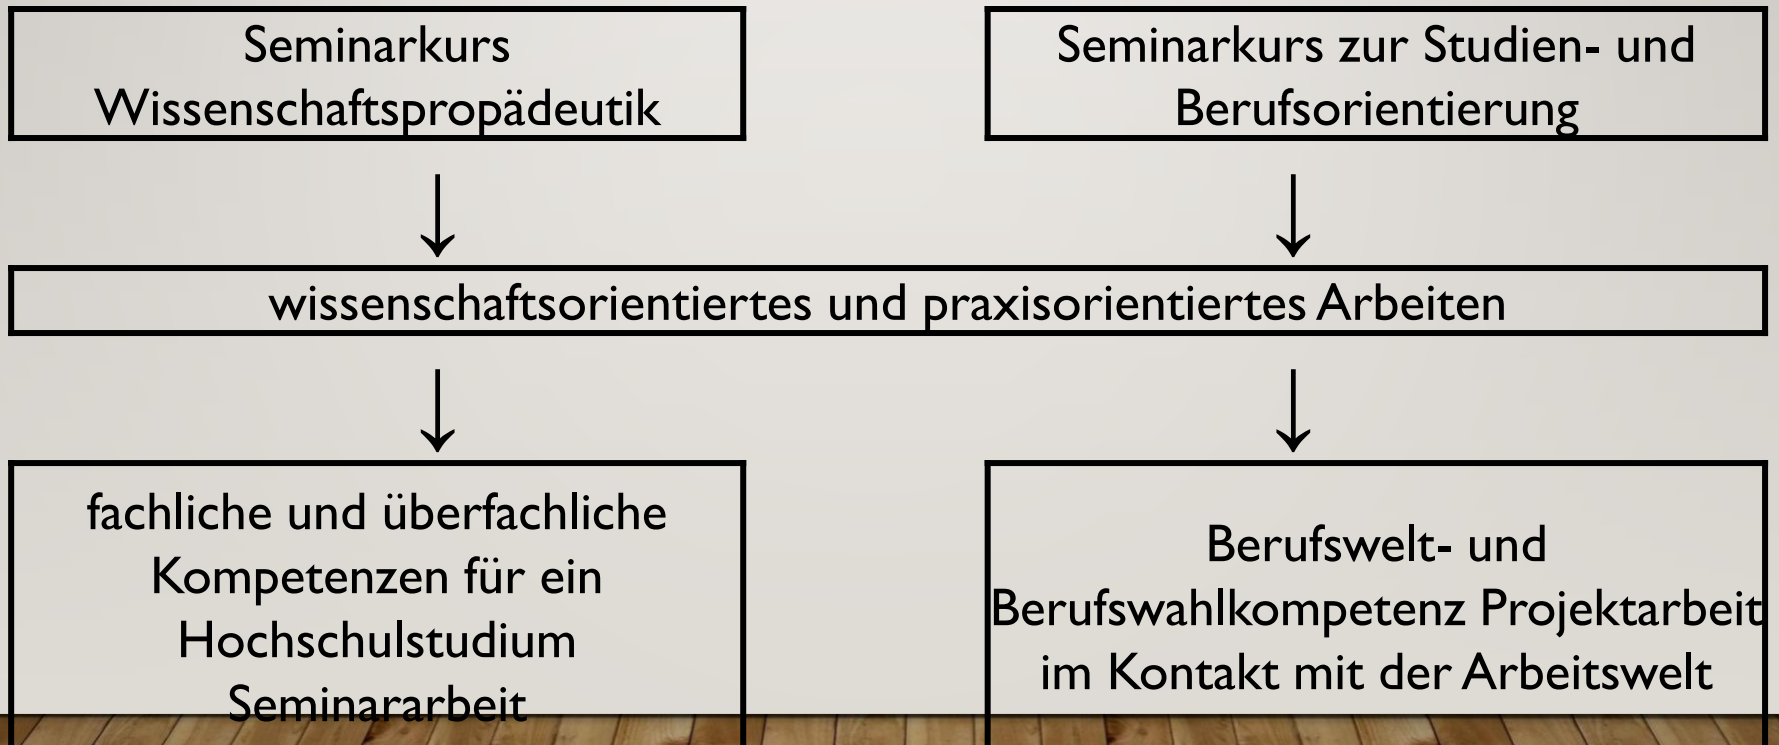 Seminarkurs
Wissenschaftspropädeutik
Seminarkurs zur Studien- und
Berufsorientierung
wissenschaftsorientiertes und praxisorientiertes Arbeiten
fachliche und überfachliche
Kompetenzen für ein
Hochschulstudium
Seminararbeit
Berufswelt- und
Berufswahlkompetenz Projektarbeit
im Kontakt mit der Arbeitswelt